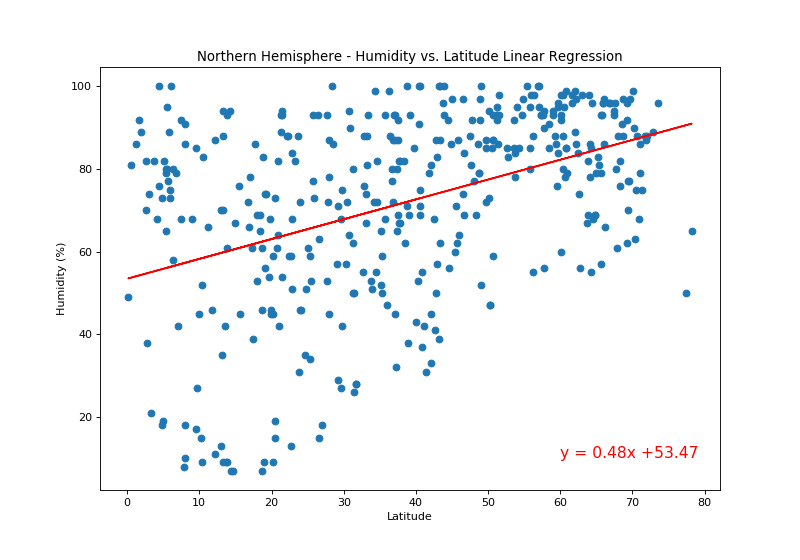 Northern Hemisphere - Humidity vs. Latitude Linear Regression
100
80
60
40
20
Humidity (%)
y = 0.48x +53.47
0 10 20 30 40 50 60 70 80
Latitude